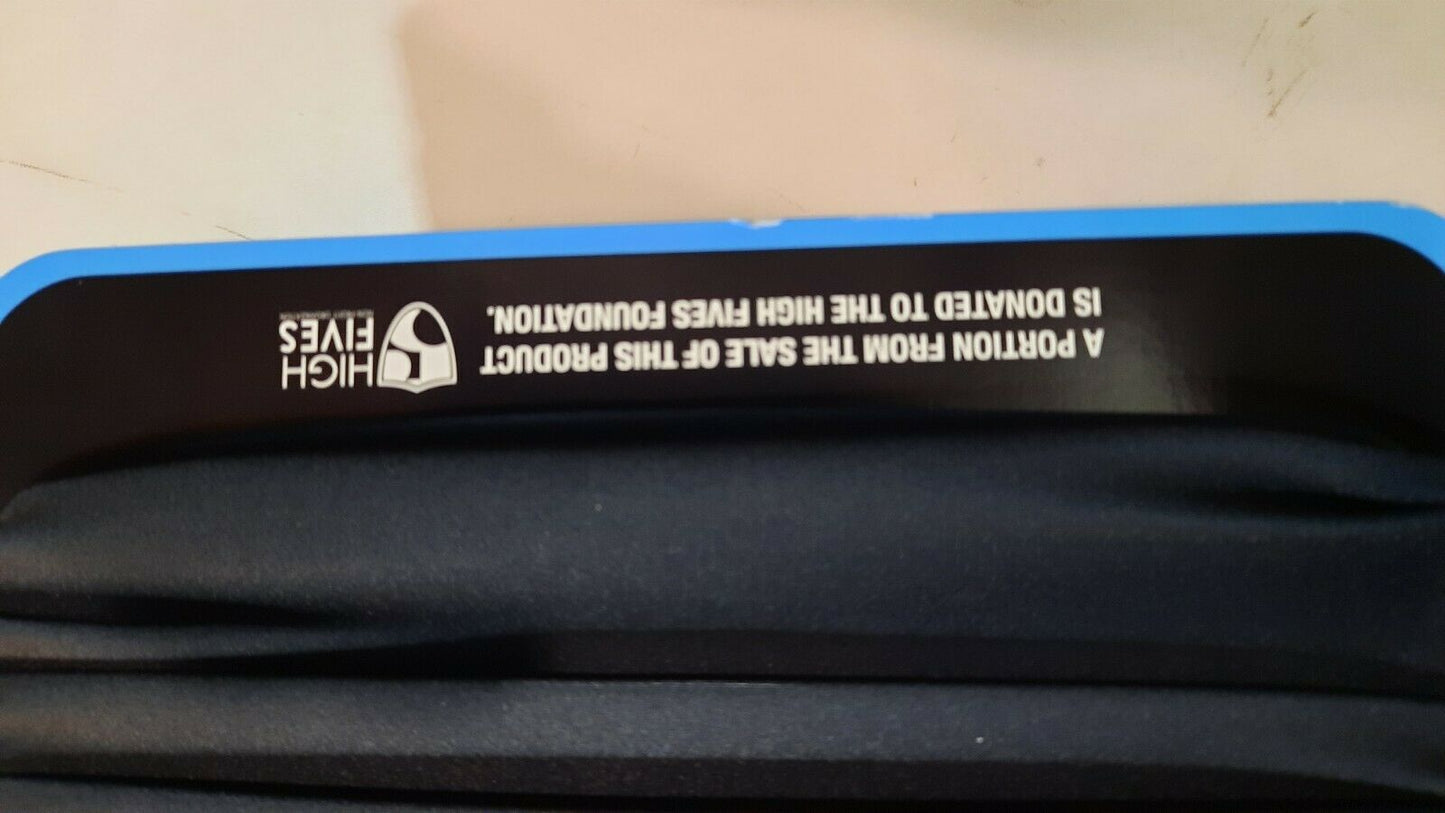 A PORTION FROM THE SALE OF THIS PRODUCT
IS DONATED TO THE HIGH FIVES FOUNDATION.
HIGH
FIVES